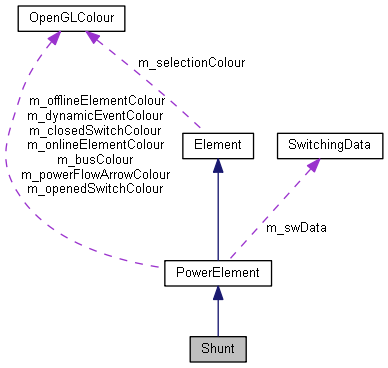 OpenGLColour
m_selectionColour
m_offlineElementColour
m_dynamicEventColour
m_closedSwitchColour
m_onlineElementColour
m_busColour
m_powerFlowArrowColour
m_openedSwitchColour
Element
SwitchingData
m_swData
PowerElement
Shunt